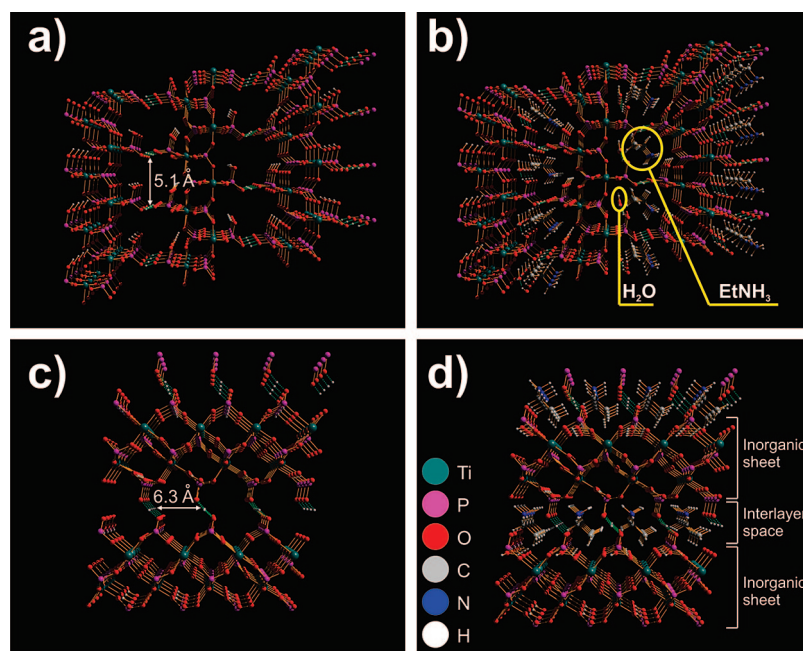 a)
5.1 Å
b)
H₂O
EtNH₃
c)
6.3 Å
d)
Ti
P
O
C
N
H
Inorganic
sheet
Interlayer
space
Inorganic
sheet